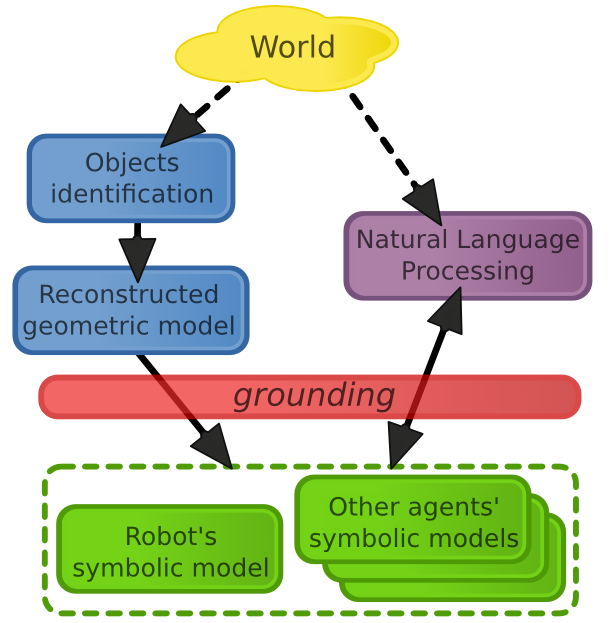 World
Objects
identification
Natural Language
Processing
Reconstructed
geometric model
grounding
Robot's
symbolic model
Other agents'
symbolic models